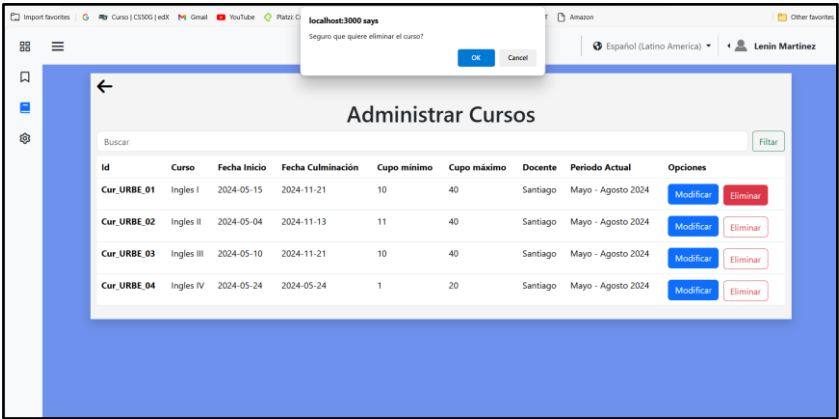 Import favorites G Curso | CS50G | edX Gmail YouTube Platzi: C Amazon Other favorites
localhost:3000 says
Seguro que quiere eliminar el curso?
OK Cancel
Español (Latino America) Lenin Martinez
Administrar Cursos
Buscar Filtar
Id Curso Fecha Inicio Fecha Culminación Cupo mínimo Cupo máximo Docente Periodo Actual Opciones
Cur_URBE_01 Ingles I 2024-05-15 2024-11-21 10 40 Santiago Mayo - Agosto 2024 Modificar Eliminar
Cur_URBE_02 Ingles II 2024-05-04 2024-11-13 11 40 Santiago Mayo - Agosto 2024 Modificar Eliminar
Cur_URBE_03 Ingles III 2024-05-10 2024-11-21 10 40 Santiago Mayo - Agosto 2024 Modificar Eliminar
Cur_URBE_04 Ingles IV 2024-05-24 2024-05-24 1 20 Santiago Mayo - Agosto 2024 Modificar Eliminar